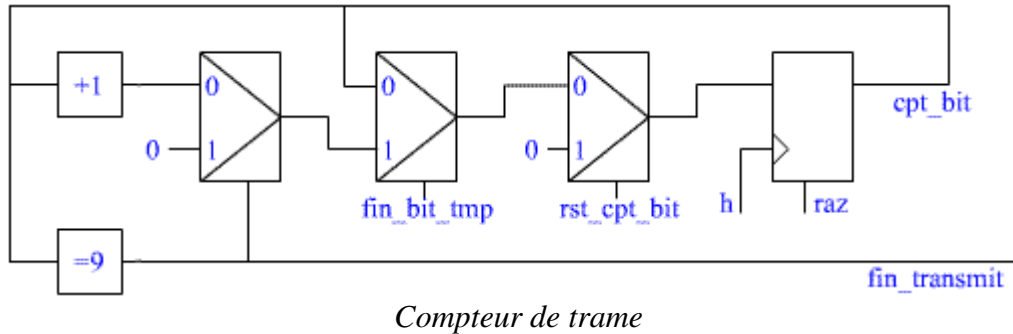 +1
0
1
0
0
1
0
1
0
cpt_bit
fin_bit_tmp
rst_cpt_bit
h
raz
=9
fin_transmit
Compteur de trame